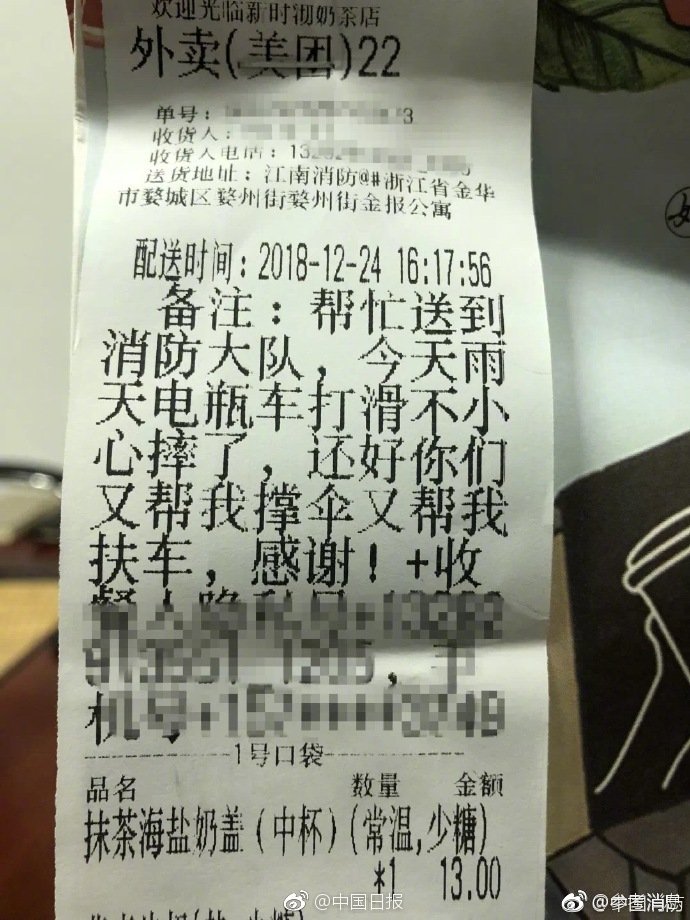 欢迎光临新时沏奶茶店
外卖(美团)22
单号:
收货人:
收货人电话:
送货地址: 江南消防@#浙江省金华
市婺城区婺州街婺州街金报公寓
配送时间: 2018-12-24 16:17:56
备注: 帮忙送到
消防大队, 今天雨
天电瓶车打滑不小
心摔了, 还好你们
又帮我撑伞又帮我
扶车, 感谢! +收
1号口袋
品名 数量 金额
抹茶海盐奶盖 (中杯) (常温,少糖)
*1 13.00
@中国日报